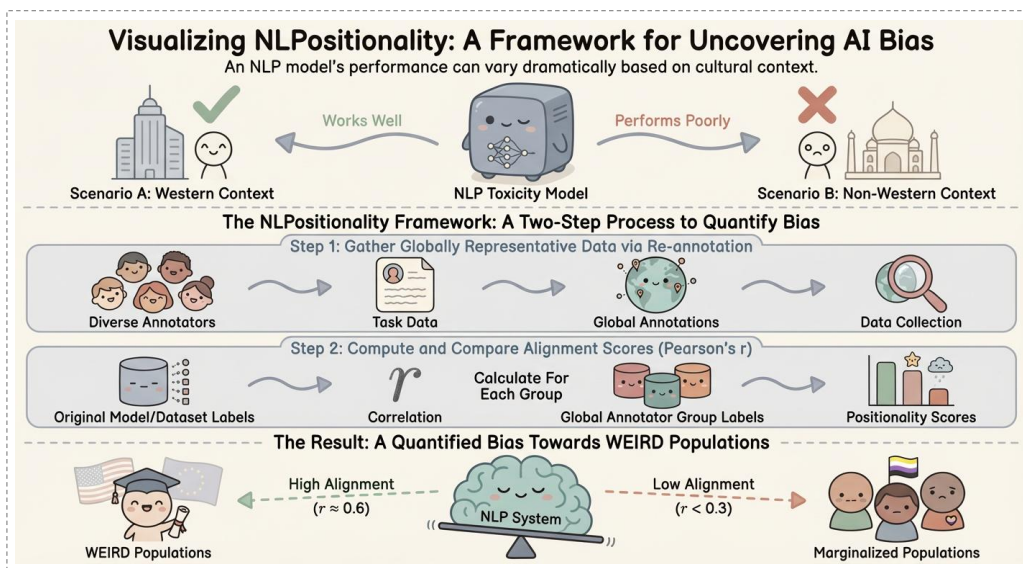 Visualizing NLPositionality: A Framework for Uncovering AI Bias
An NLP model's performance can vary dramatically based on cultural context.
Works Well
Performs Poorly
Scenario A: Western Context
NLP Toxicity Model
Scenario B: Non-Western Context
The NLPositionality Framework: A Two-Step Process to Quantify Bias
Step 1: Gather Globally Representative Data via Re-annotation
Diverse Annotators
Task Data
Global Annotations
Data Collection
Step 2: Compute and Compare Alignment Scores (Pearson's r)
r
Calculate For
Each Group
Original Model/Dataset Labels
Correlation
Global Annotator Group Labels
Positionality Scores
The Result: A Quantified Bias Towards WEIRD Populations
High Alignment
(r ≈ 0.6)
NLP System
Low Alignment
(r < 0.3)
WEIRD Populations
Marginalized Populations